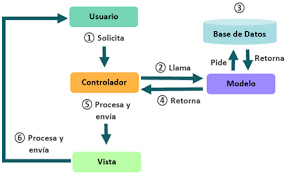 Usuario
① Solicita
③
Base de Datos
Pide
Retorna
② Llama
Controlador
Modelo
④ Retorna
⑤ Procesa y
envía
⑥ Procesa y
envía
Vista